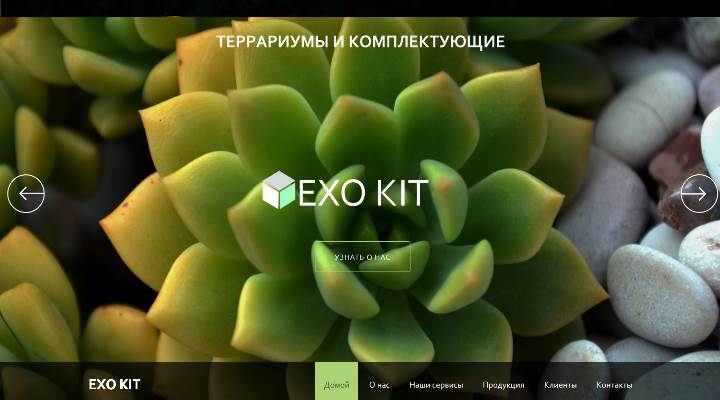 ТЕРРАРИУМЫ И КОМПЛЕКТУЮЩИЕ
EXO KIT
УЗНАТЬ О НАС
EXO KIT Домой О нас Наши сервисы Продукция Клиенты Контакты